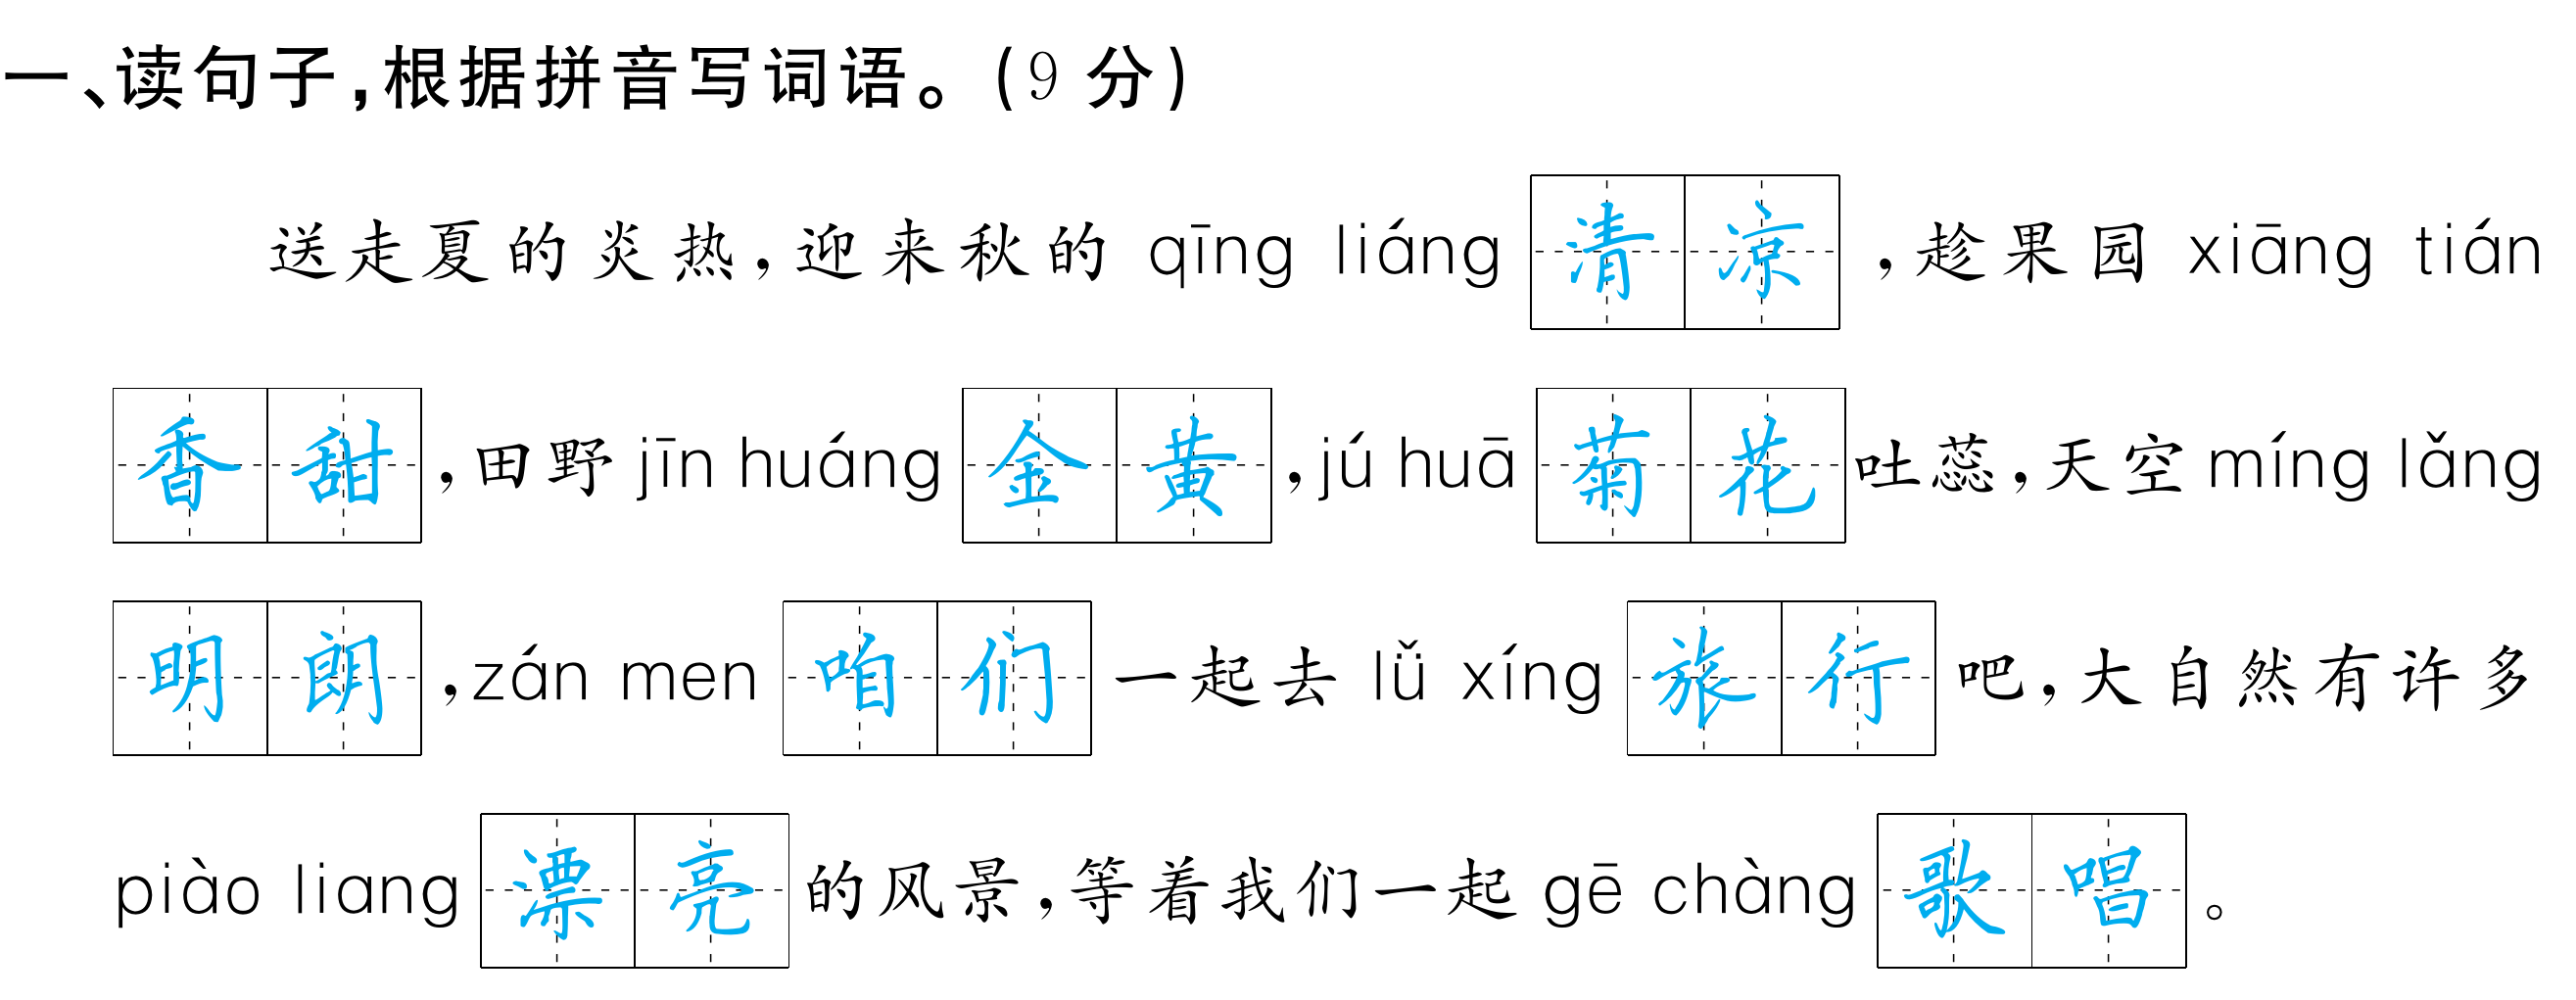 一、读句子,根据拼音写词语。(9 分)
送走夏的炎热,迎来秋的 qīng liáng 清凉,趁果园 xiāng tián
香甜,田野 jīn huáng 金黄,jú huā 菊花吐蕊,天空 míng lǎng
明朗,zán men 咱们一起去 lǚ xíng 旅行吧,大自然有许多
piào liang 漂亮的风景,等着我们一起 gē chàng 歌唱。